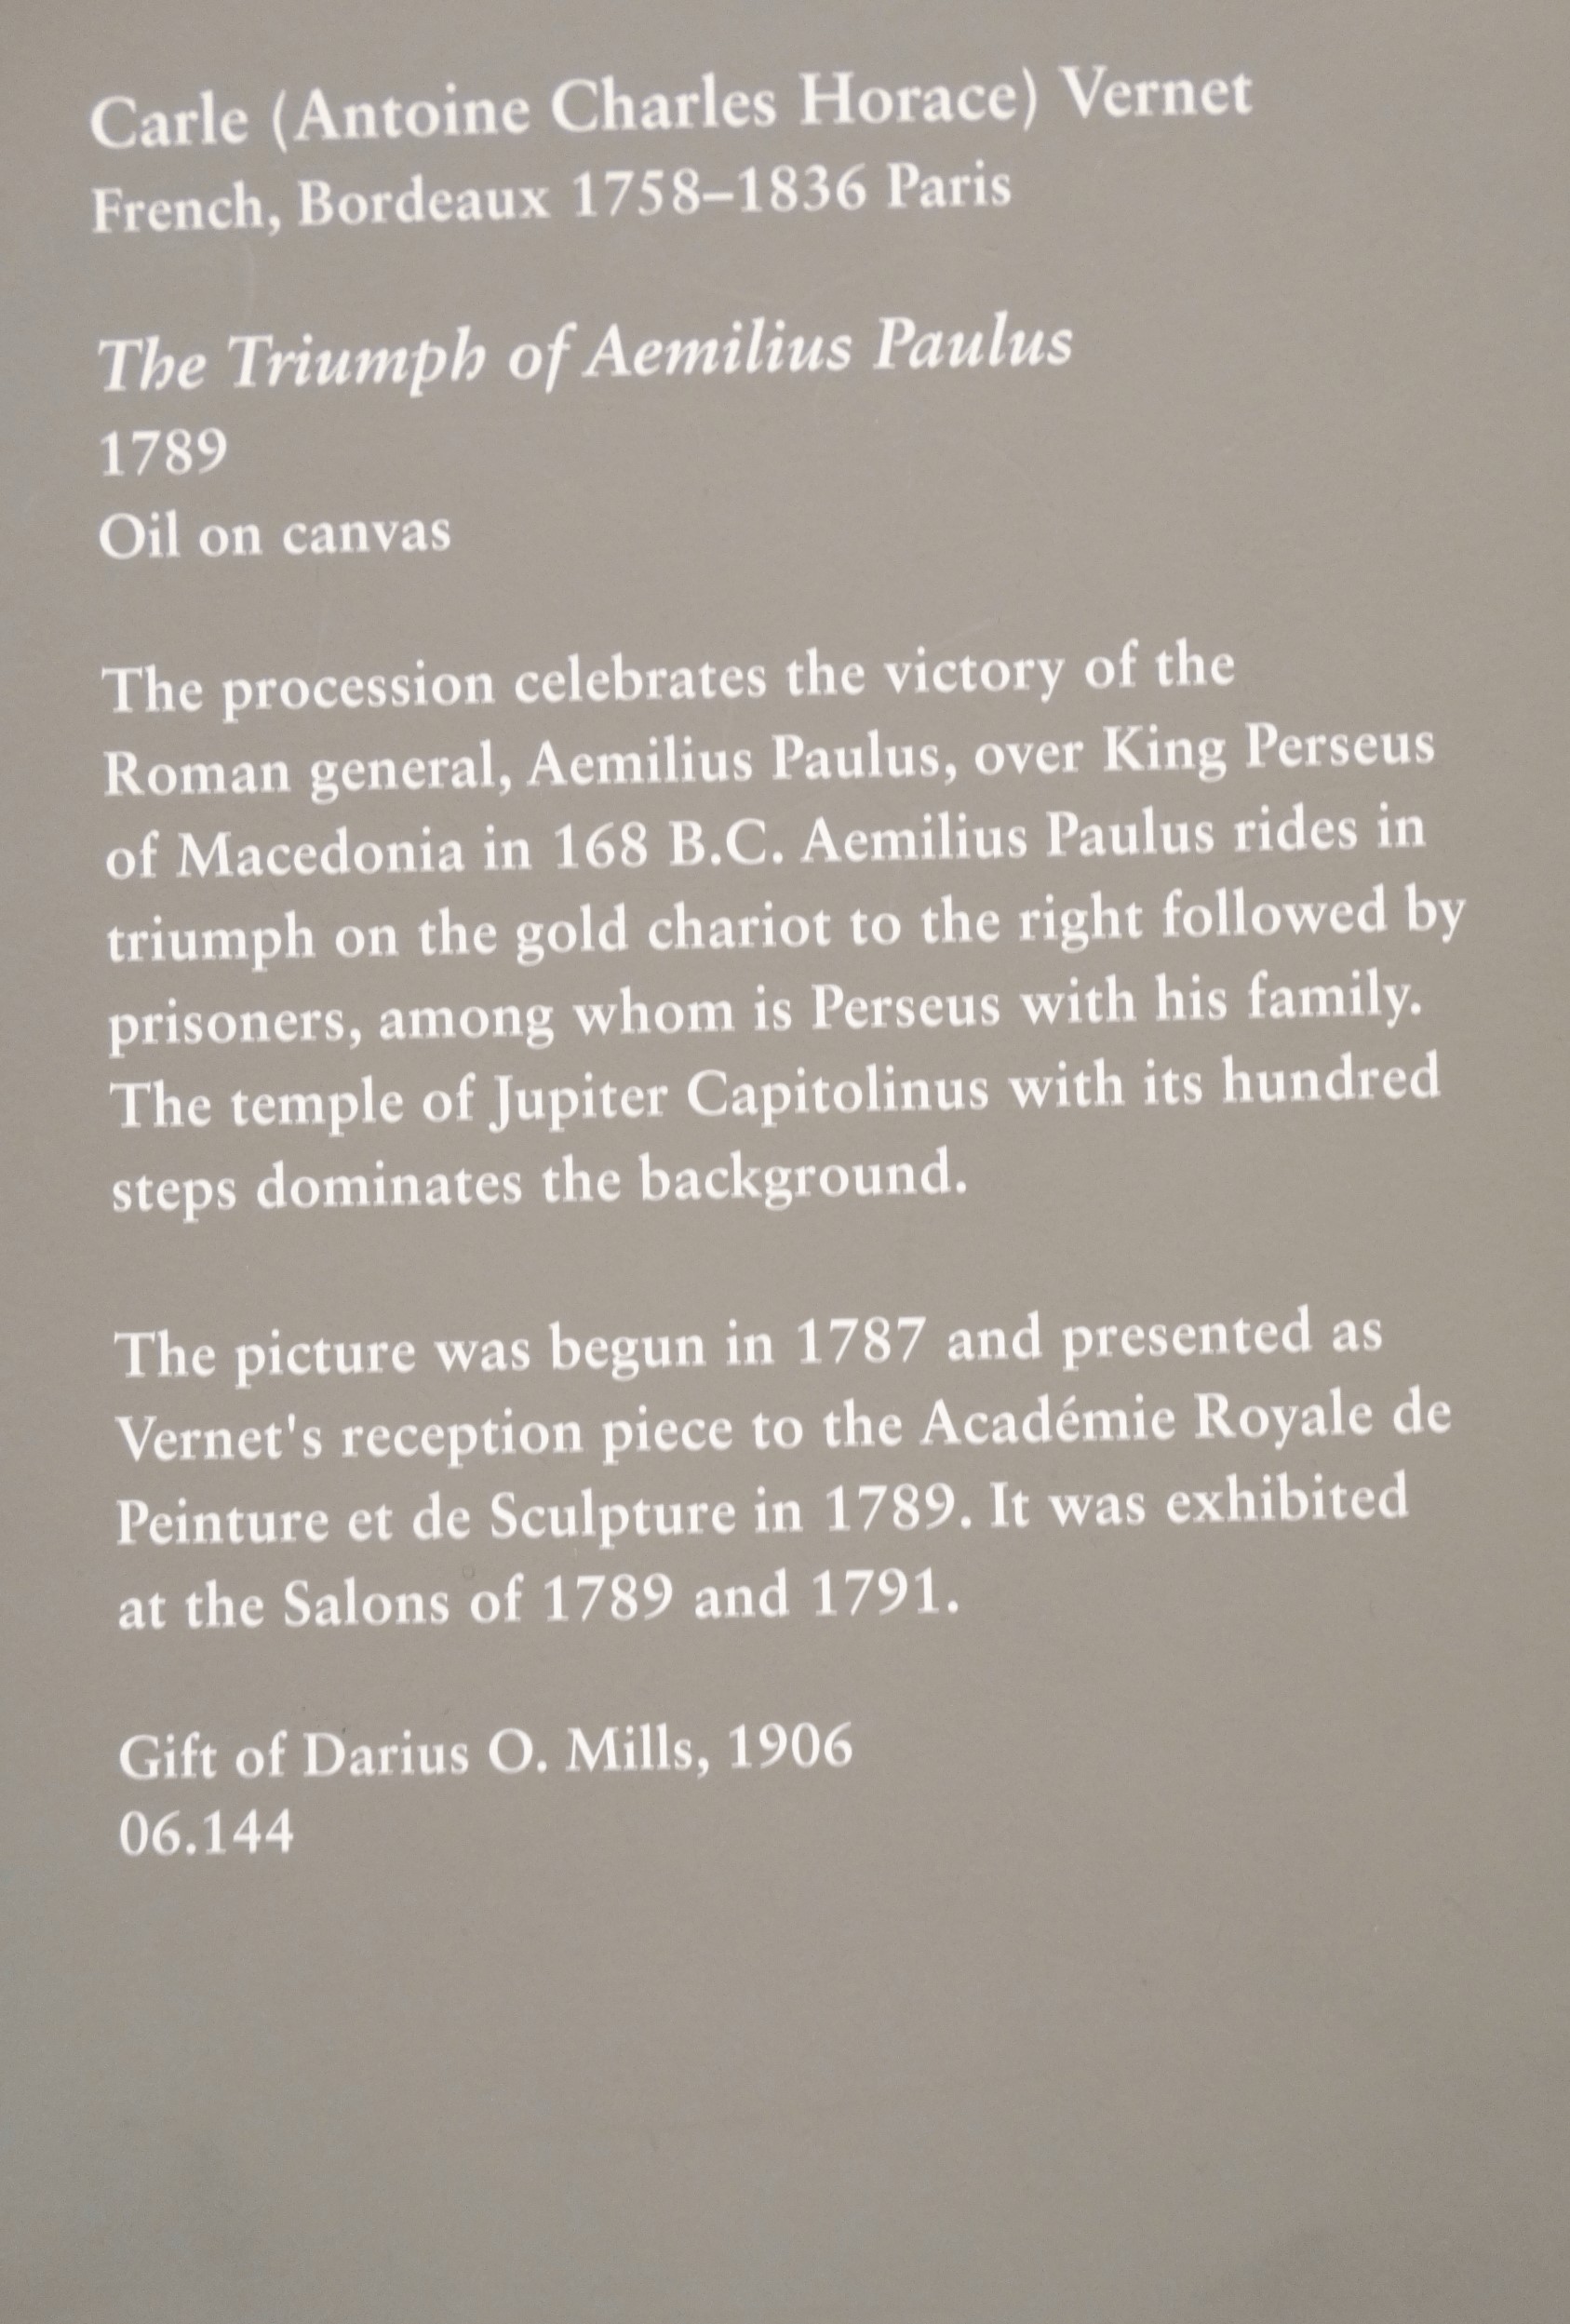 Carle (Antoine Charles Horace) Vernet
French, Bordeaux 1758–1836 Paris
The Triumph of Aemilius Paulus
1789
Oil on canvas
The procession celebrates the victory of the
Roman general, Aemilius Paulus, over King Perseus
of Macedonia in 168 B.C. Aemilius Paulus rides in
triumph on the gold chariot to the right followed by
prisoners, among whom is Perseus with his family.
The temple of Jupiter Capitolinus with its hundred
steps dominates the background.
The picture was begun in 1787 and presented as
Vernet's reception piece to the Académie Royale de
Peinture et de Sculpture in 1789. It was exhibited
at the Salons of 1789 and 1791.
Gift of Darius O. Mills, 1906
06.144